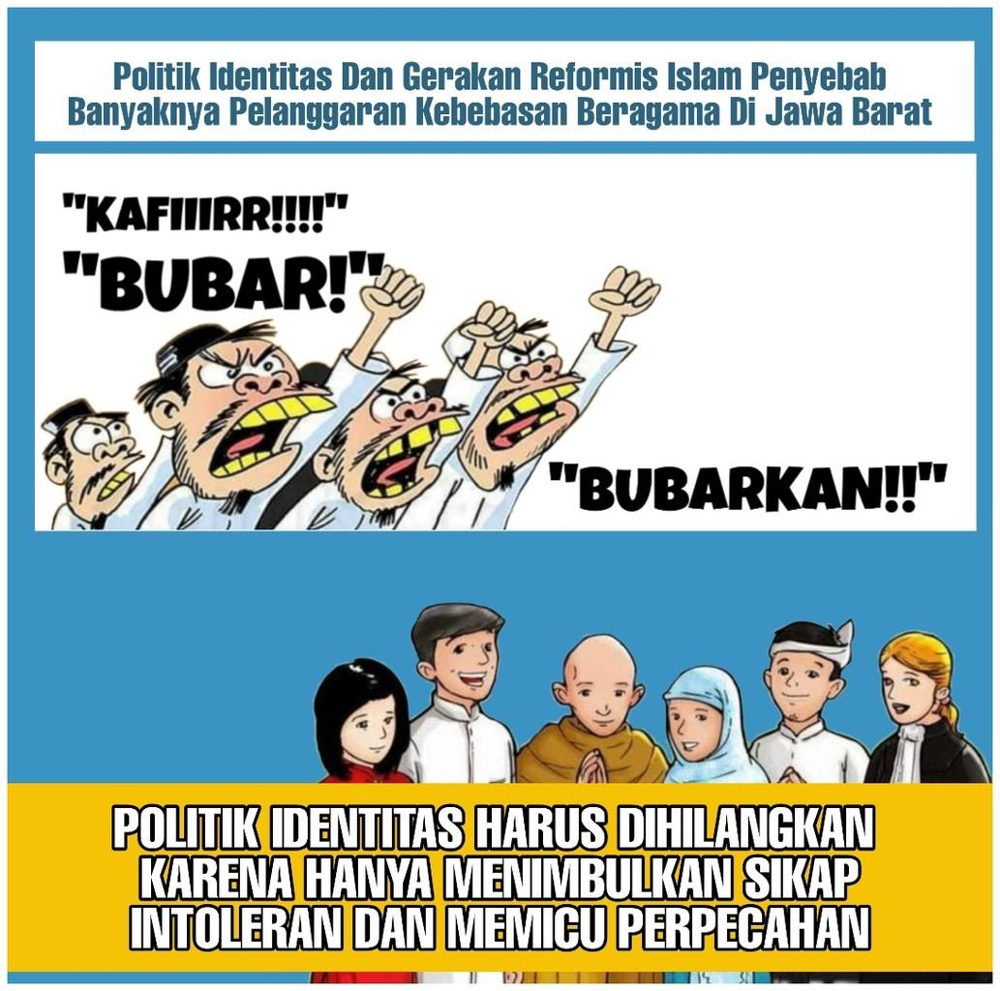 Politik Identitas Dan Gerakan Reformis Islam Penyebab
Banyaknya Pelanggaran Kebebasan Beragama Di Jawa Barat
"KAFIIIRR!!!!"
"BUBAR!"
"BUBARKAN!!"
POLITIK IDENTITAS HARUS DIHILANGKAN
KARENA HANYA MENIMBULKAN SIKAP
INTOLERAN DAN MEMICU PERPECAHAN